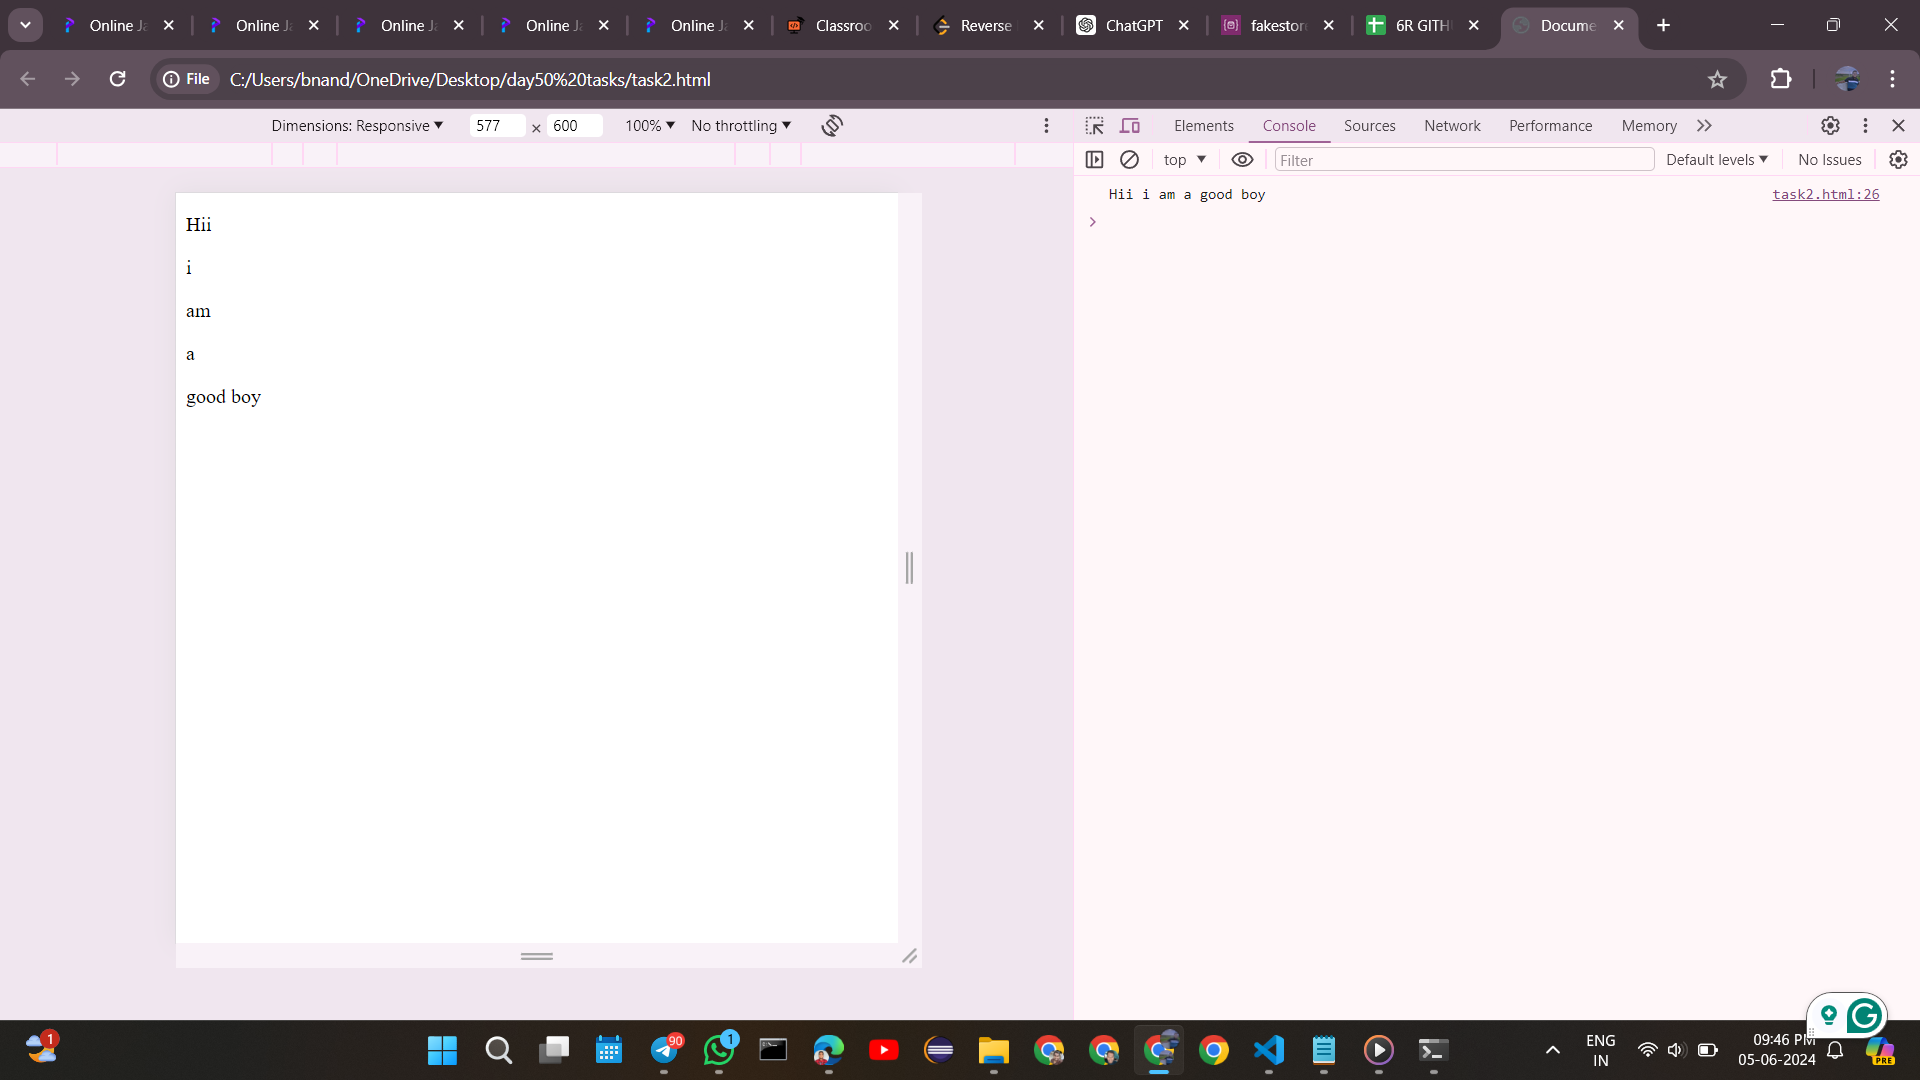 Online Ja
Online Ja
Online Ja
Online Ja
Online Ja
Classroo
Reverse
ChatGPT
fakestor
6R GITH
Docume
File
C:/Users/bnand/OneDrive/Desktop/day50%20tasks/task2.html
Dimensions: Responsive
577 × 600
100%
No throttling
Elements
Console
Sources
Network
Performance
Memory
top
Filter
Default levels
No Issues
Hii i am a good boy
task2.html:26
Hii
i
am
a
good boy
1
90
1
ENG
IN
09:46 PM
05-06-2024
PRE